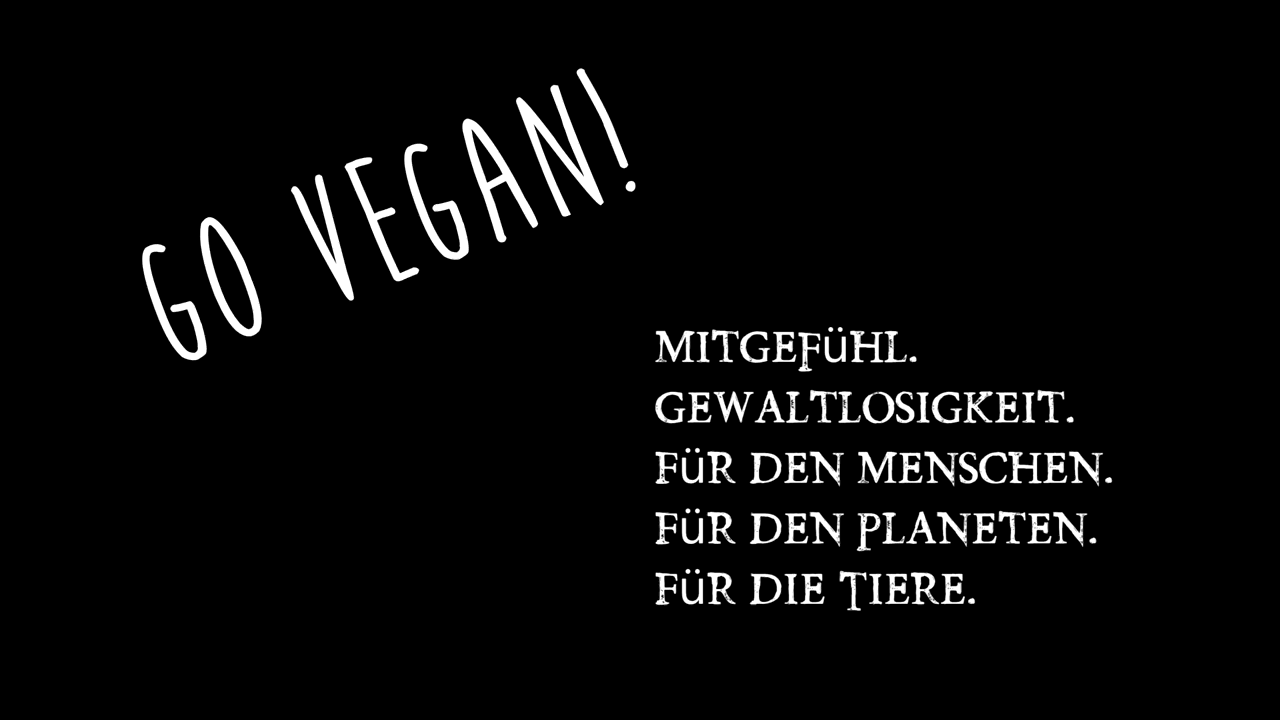 GO VEGAN!
MITGEFÜHL.
GEWALTLOSIGKEIT.
FÜR DEN MENSCHEN.
FÜR DEN PLANETEN.
FÜR DIE TIERE.